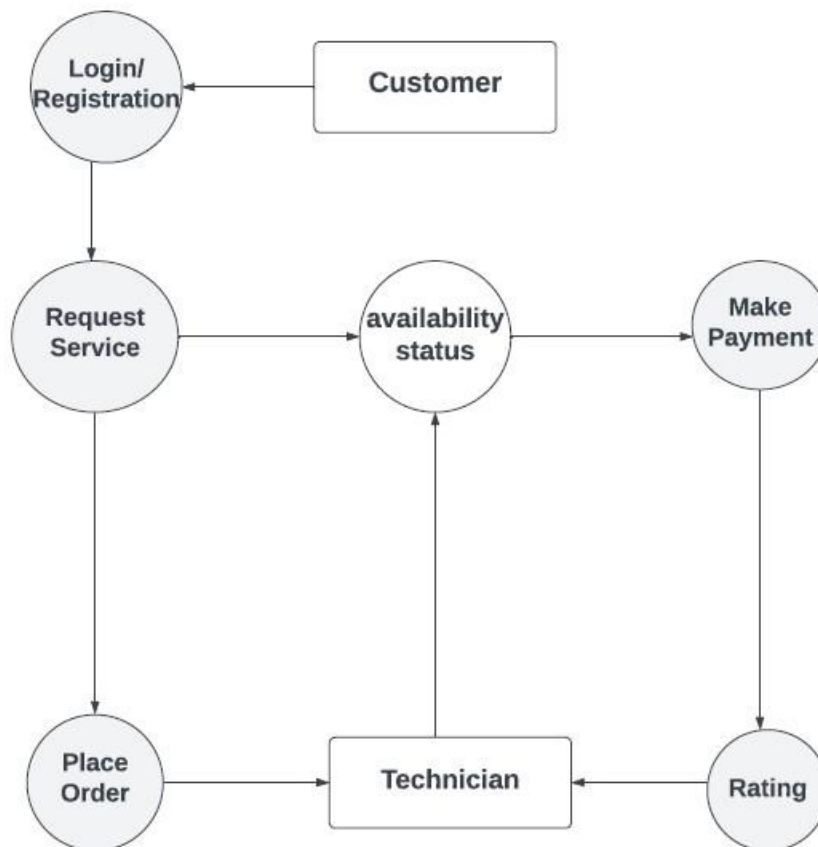 Login/
Registration
Customer
Request
Service
availability
status
Make
Payment
Place
Order
Technician
Rating